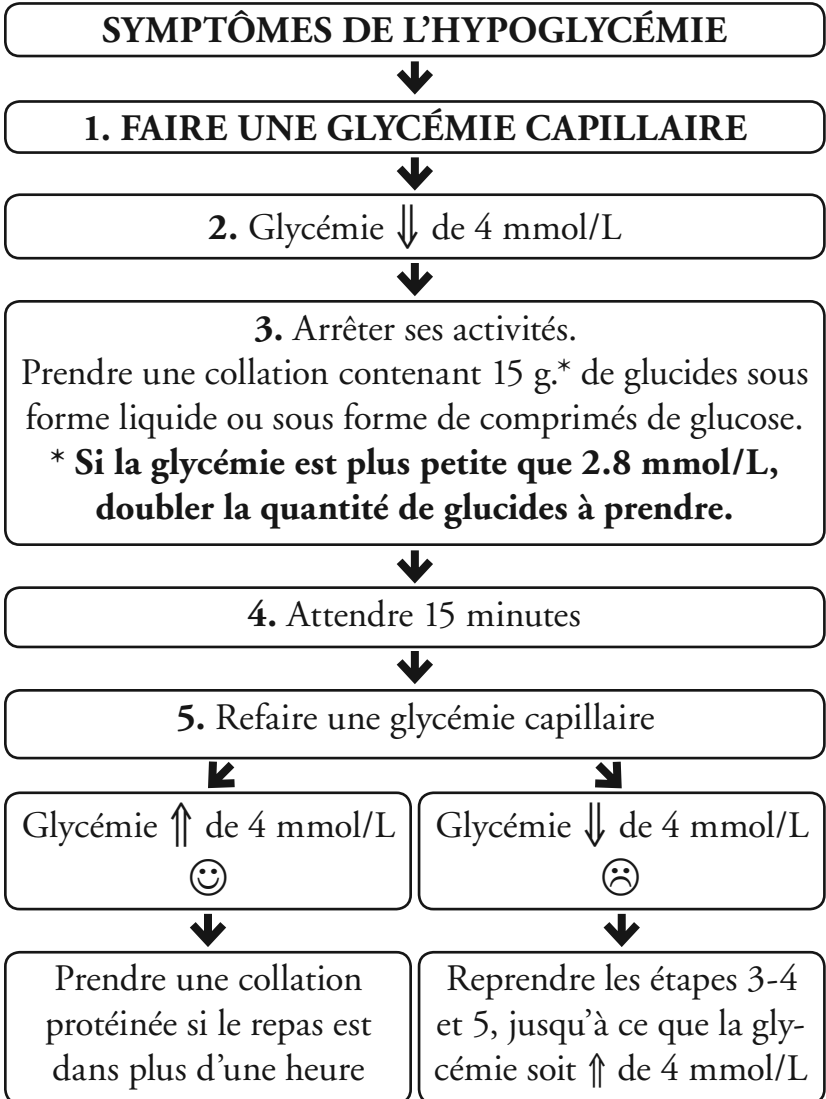 SYMPTÔMES DE L'HYPOGLYCÉMIE
1. FAIRE UNE GLYCÉMIE CAPILLAIRE
2. Glycémie ⇓ de 4 mmol/L
3. Arrêter ses activités.
Prendre une collation contenant 15 g.* de glucides sous
forme liquide ou sous forme de comprimés de glucose.
* Si la glycémie est plus petite que 2.8 mmol/L,
doubler la quantité de glucides à prendre.
4. Attendre 15 minutes
5. Refaire une glycémie capillaire
Glycémie ⇑ de 4 mmol/L
☺
Prendre une collation
protéinée si le repas est
dans plus d'une heure
Glycémie ⇓ de 4 mmol/L
☹
Reprendre les étapes 3-4
et 5, jusqu'à ce que la gly-
cémie soit ⇑ de 4 mmol/L